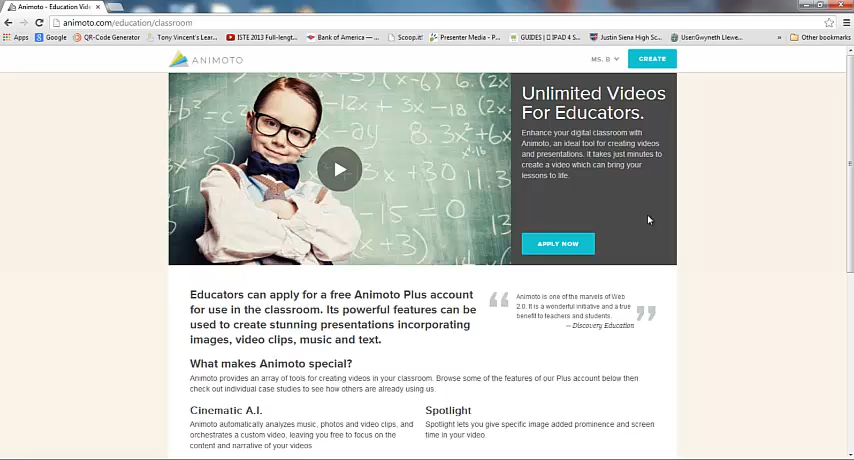 Animoto - Education Vide
animoto.com/education/classroom
Apps Google QR-Code Generator Tony Vincent's Lear... ISTE 2013 Full-lengt... Bank of America — ... Scoop.it! Presenter Media - P... GUIDES | IPAD 4 S... Justin Siena High Sc... UserGwyneth Llewe... Other bookmarks
ANIMOTO
MS. B
CREATE
Unlimited Videos
For Educators.
Enhance your digital classroom with
Animoto, an ideal tool for creating videos
and presentations. It takes just minutes to
create a video which can bring your
lessons to life.
APPLY NOW
Educators can apply for a free Animoto Plus account
for use in the classroom. Its powerful features can be
used to create stunning presentations incorporating
images, video clips, music and text.
“ Animoto is one of the marvels of Web
2.0. It is a wonderful initiative and a true
benefit to teachers and students. ”
— Discovery Education
What makes Animoto special?
Animoto provides an array of tools for creating videos in your classroom. Browse some of the features of our Plus account below then
check out individual case studies to see how others are already using us.
Cinematic A.I.
Animoto automatically analyzes music, photos and video clips, and
orchestrates a custom video, leaving you free to focus on the
content and narrative of your videos
Spotlight
Spotlight lets you give specific image added prominence and screen
time in your video.